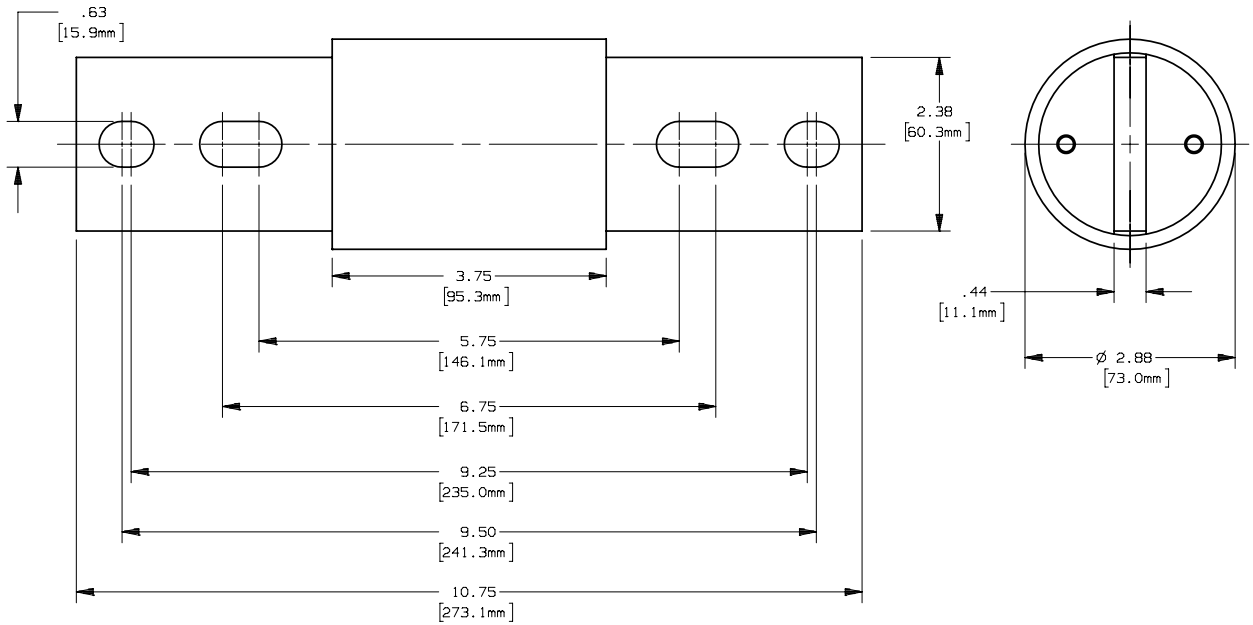 .63
[15.9mm]
2.38
[60.3mm]
3.75
[95.3mm]
.44
[11.1mm]
5.75
[146.1mm]
Ø 2.88
[73.0mm]
6.75
[171.5mm]
9.25
[235.0mm]
9.50
[241.3mm]
10.75
[273.1mm]